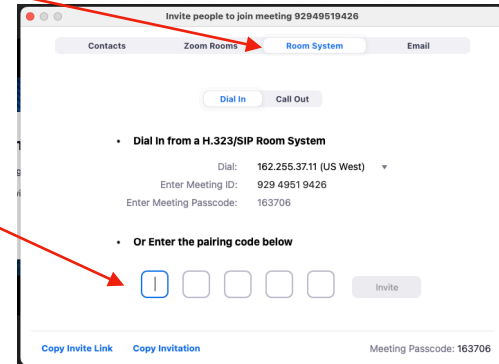 Invite people to join meeting 92949519426
Contacts Zoom Rooms Room System Email
Dial In Call Out
• Dial In from a H.323/SIP Room System
Dial: 162.255.37.11 (US West)
Enter Meeting ID: 929 4951 9426
Enter Meeting Passcode: 163706
• Or Enter the pairing code below
Invite
Copy Invite Link Copy Invitation Meeting Passcode: 163706